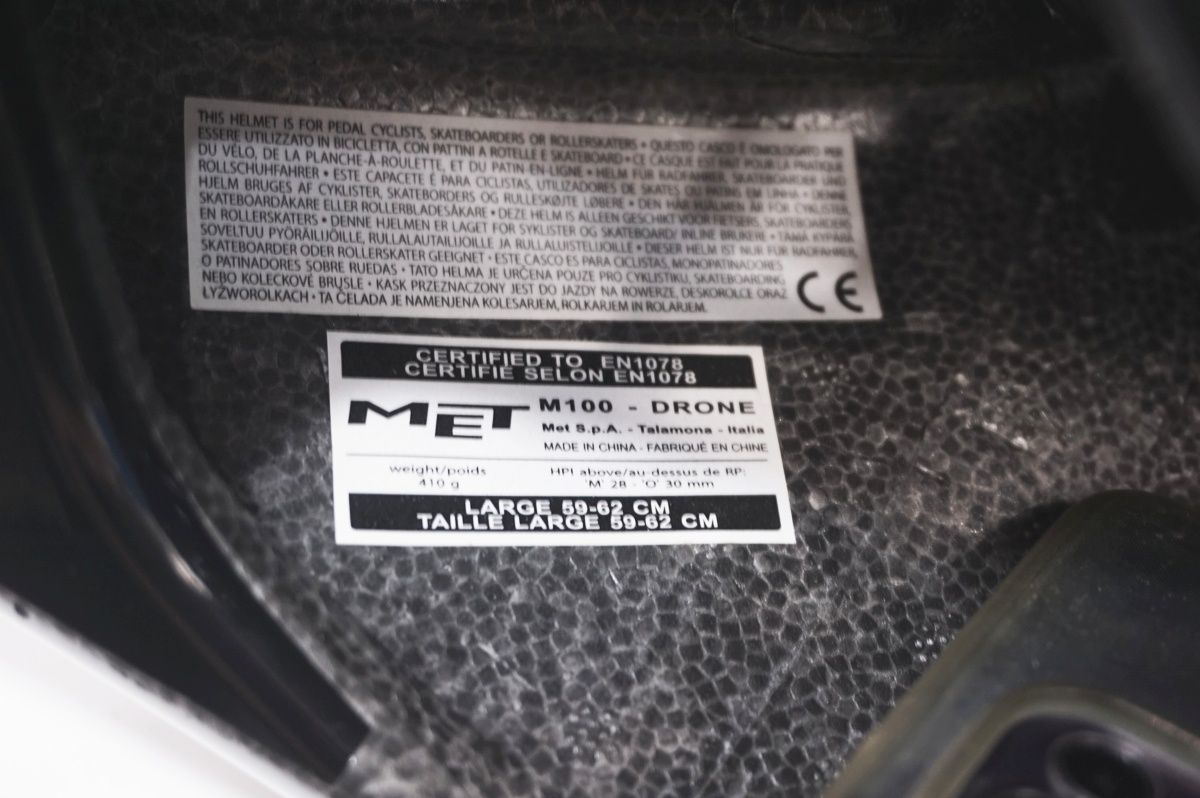 THIS HELMET IS FOR PEDAL CYCLISTS, SKATEBOARDERS OR ROLLERSKATERS • QUESTO CASCO È OMOLOGATO PER
ESSERE UTILIZZATO IN BICICLETTA, CON PATTINI A ROTELLE E SKATEBOARD • CE CASQUE EST FAIT POUR LA PRATIQUE
DU VÉLO, DE LA PLANCHE-À-ROULETTE, ET DU PATIN-EN-LIGNE • HELM FÜR RADFAHRER, SKATEBOARDER UND
ROLLSCHUHFAHRER • ESTE CAPACETE É PARA CICLISTAS, UTILIZADORES DE SKATES OU PATINS EM LINHA • DENNE
HJELM BRUGES AF CYKLISTER, SKATEBORDERS OG RULLESKØJTE LØBERE • DEN HÄR HJÄLMEN ÄR FÖR CYKLISTER,
SKATEBOARDÅKARE ELLER ROLLERBLADESÅKARE • DEZE HELM IS ALLEEN GESCHIKT VOOR FIETSERS, SKATEBOARDERS
EN ROLLERSKATERS • DENNE HJELMEN ER LAGET FOR SYKLISTER OG SKATEBOARD/ INLINE BRUKERE • TÄMÄ KYPÄRÄ
SOVELTUU PYÖRÄILIJÖILLE, RULLALAUTAILIJOILLE JA RULLALUISTELIJOILLE • DIESER HELM IST NUR FÜR RADFAHRER,
SKATEBOARDER ODER ROLLERSKATER GEEIGNET • ESTE CASCO ES PARA CICLISTAS, MONOPATINADORES
O PATINADORES SOBRE RUEDAS • TATO HELMA JE URČENA POUZE PRO CYKLISTIKU, SKATEBOARDING
NEBO KOLECKOVÉ BRUSLE • KASK PRZEZNACZONY JEST DO JAZDY NA ROWERZE, DESKOROLCE ORAZ
ŁYŻWOROLKACH • TA ČELADA JE NAMENJENA KOLESARJEM, ROLKARJEM IN ROLARJEM.
CE
CERTIFIED TO EN1078
CERTIFIÉ SELON EN1078
MET
M100 - DRONE
Met S.p.A. - Talamona - Italia
MADE IN CHINA - FABRIQUÉ EN CHINE
weight/poids
410 g
HPI above/au-dessus de RP:
'M' 28 - 'O' 30 mm
LARGE 59-62 CM
TAILLE LARGE 59-62 CM